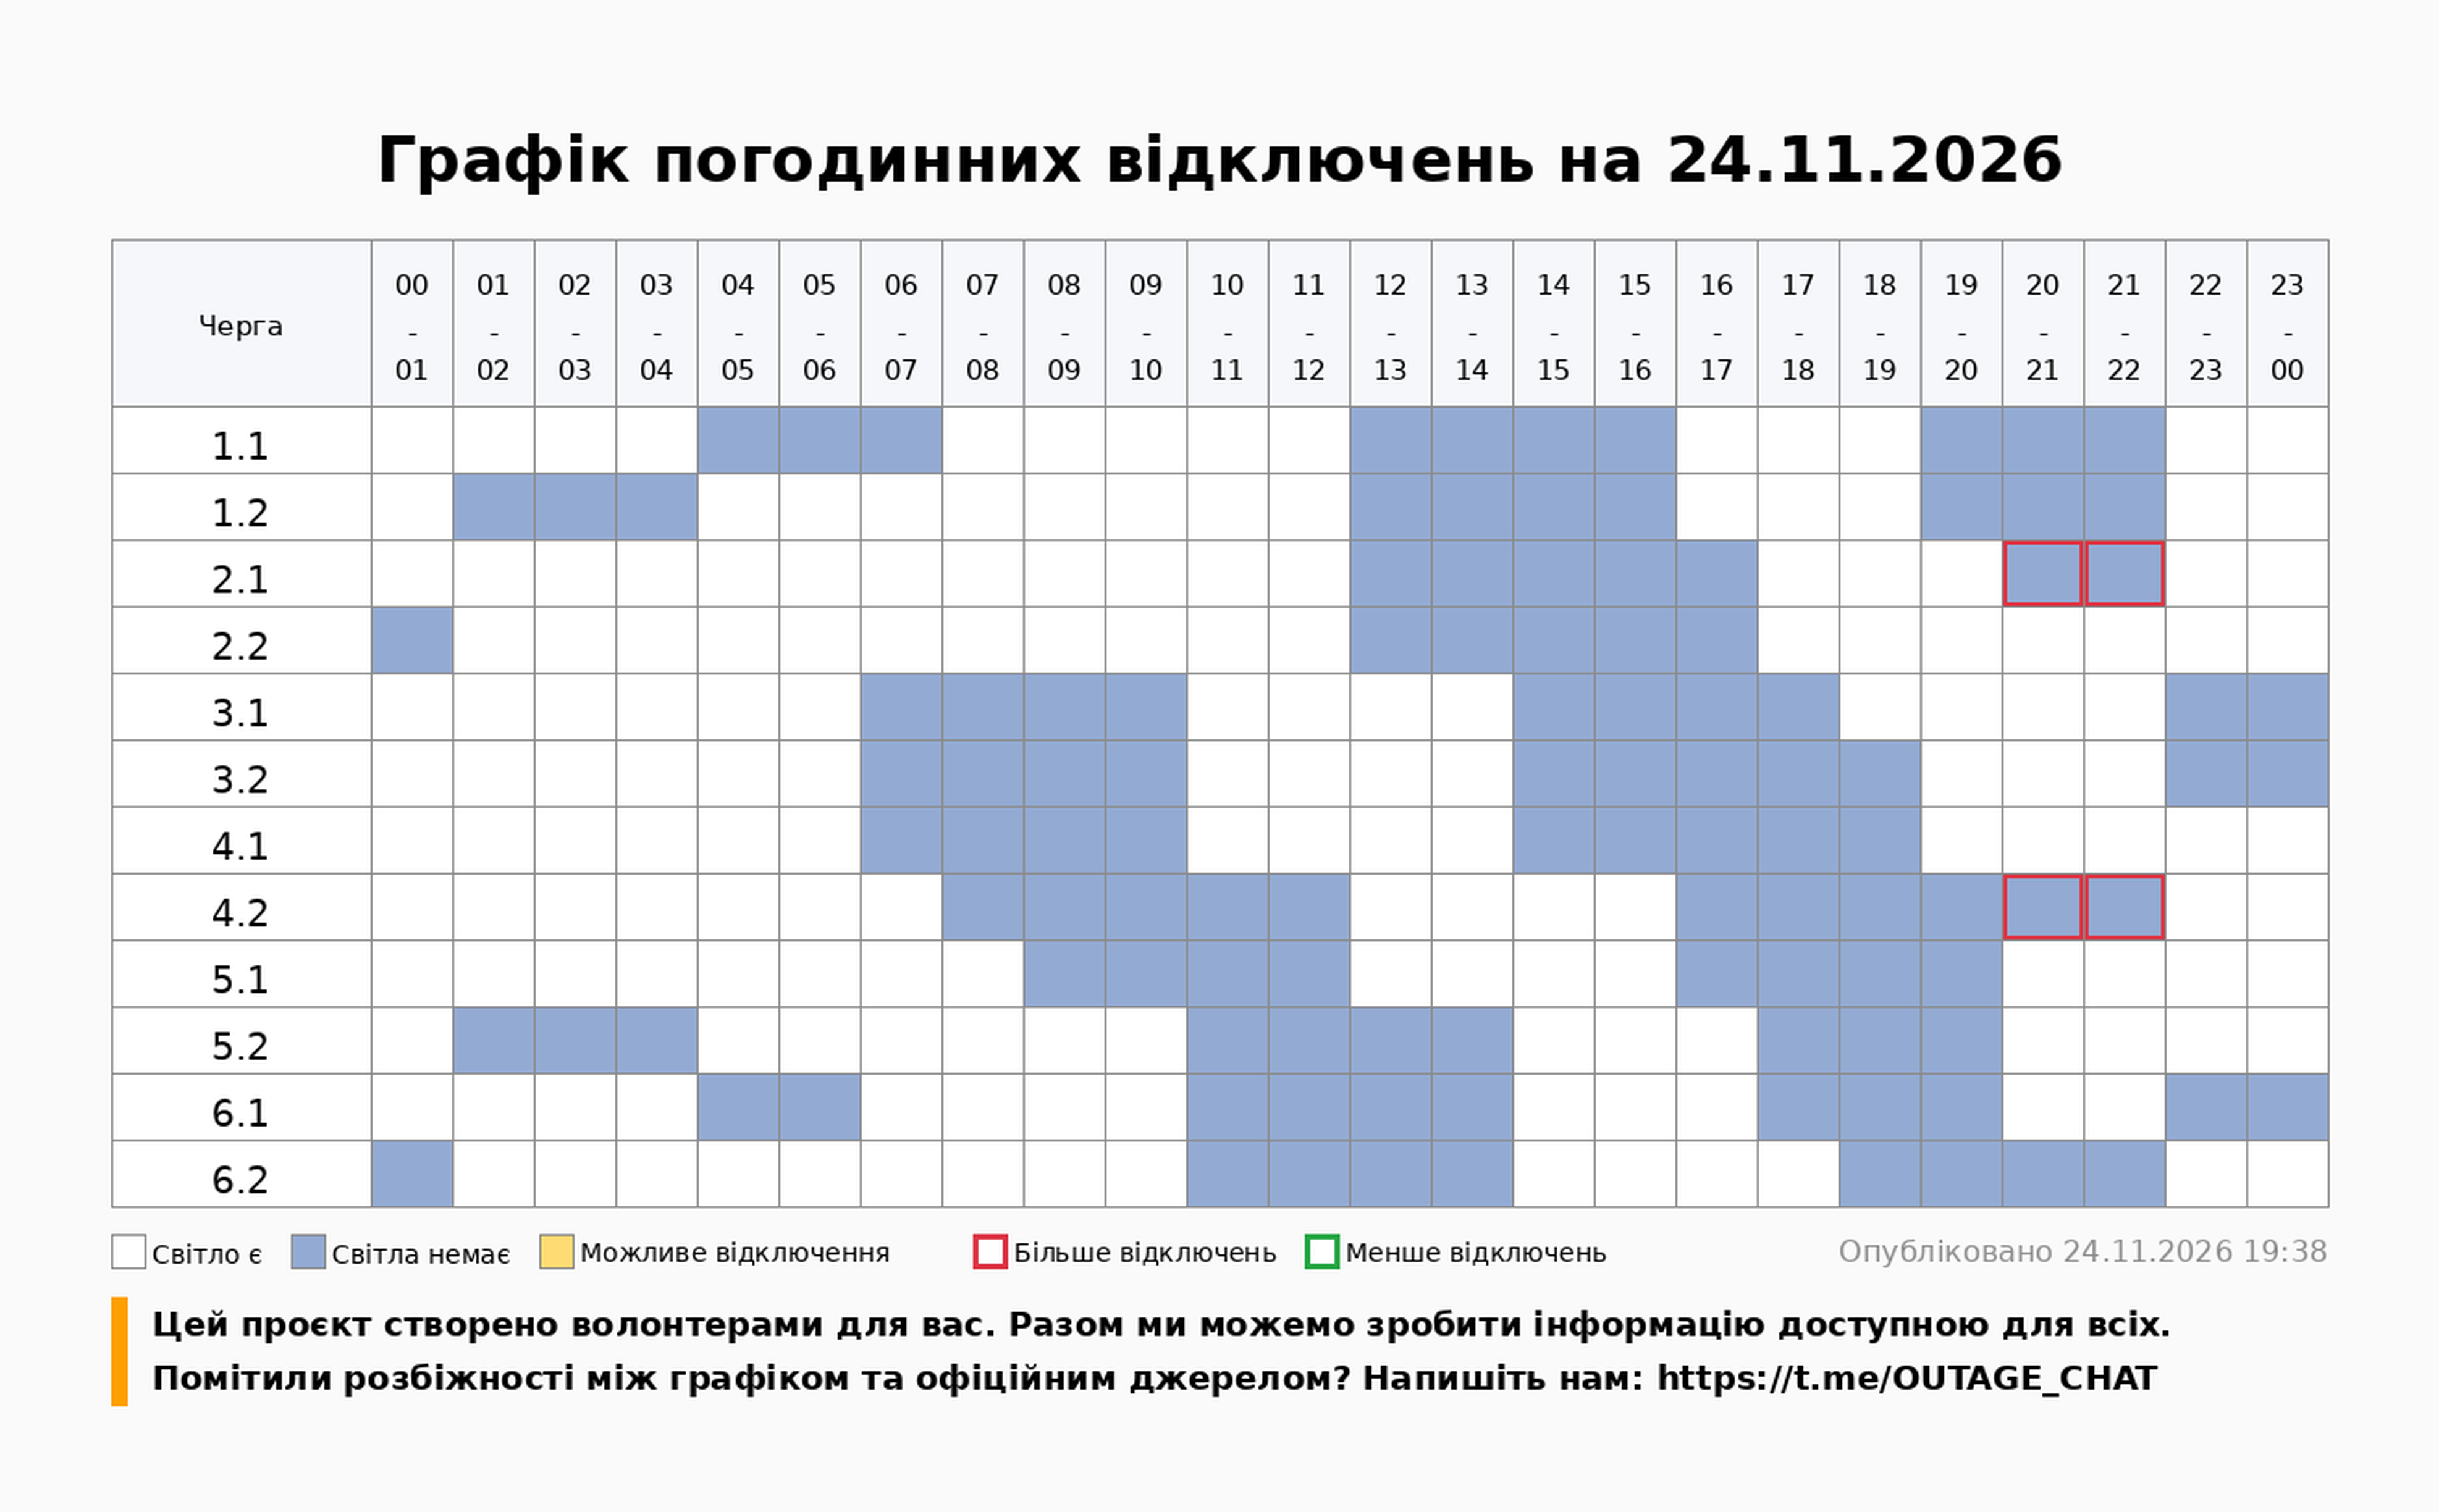 Графік погодинних відключень на 24.11.2026
Черга 00 - 01 01 - 02 02 - 03 03 - 04 04 - 05 05 - 06 06 - 07 07 - 08 08 - 09 09 - 10 10 - 11 11 - 12 12 - 13 13 - 14 14 - 15 15 - 16 16 - 17 17 - 18 18 - 19 19 - 20 20 - 21 21 - 22 22 - 23 23 - 00
1.1
1.2
2.1
2.2
3.1
3.2
4.1
4.2
5.1
5.2
6.1
6.2
Світло є Світла немає Можливе відключення Більше відключень Менше відключень Опубліковано 24.11.2026 19:38
Цей проєкт створено волонтерами для вас. Разом ми можемо зробити інформацію доступною для всіх.
Помітили розбіжності між графіком та офіційним джерелом? Напишіть нам: https://t.me/OUTAGE_CHAT